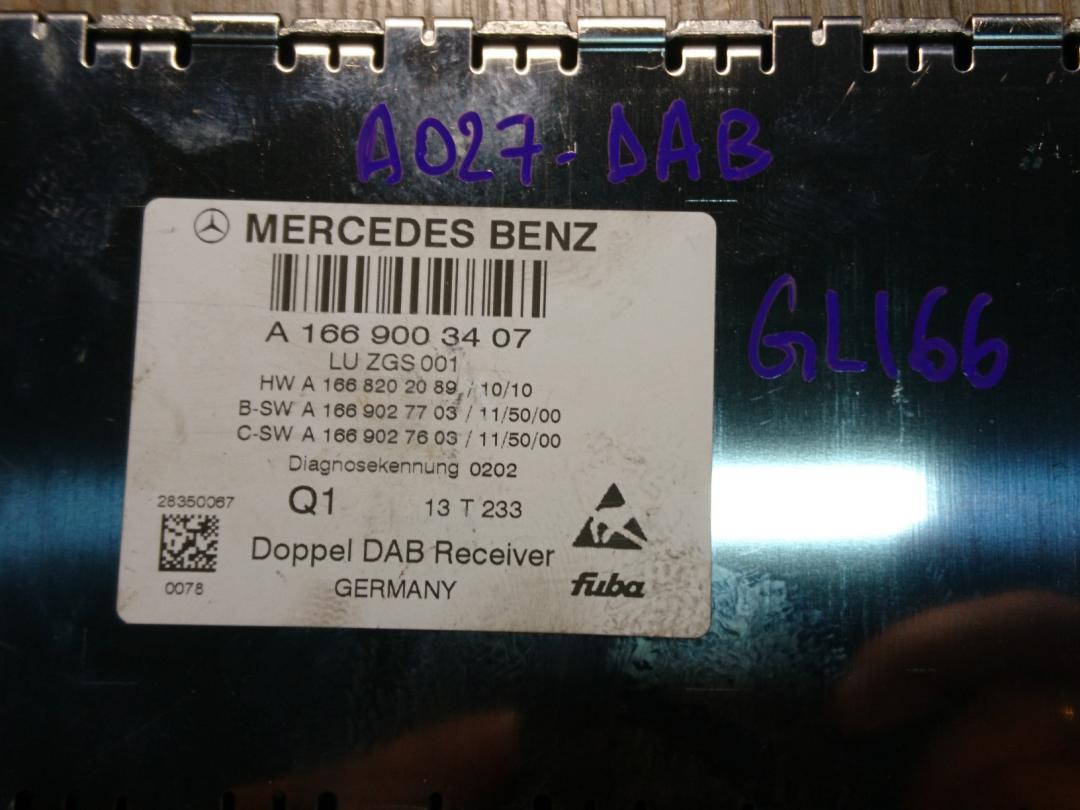 A027-DAB
MERCEDES BENZ
A 166 900 34 07
LU ZGS 001
HW A 166 820 20 89 / 10/10
B-SW A 166 902 77 03 / 11/50/00
C-SW A 166 902 76 03 / 11/50/00
Diagnosekennung 0202
Q1 13 T 233
28350067
0078
Doppel DAB Receiver
GERMANY
fuba
GL166